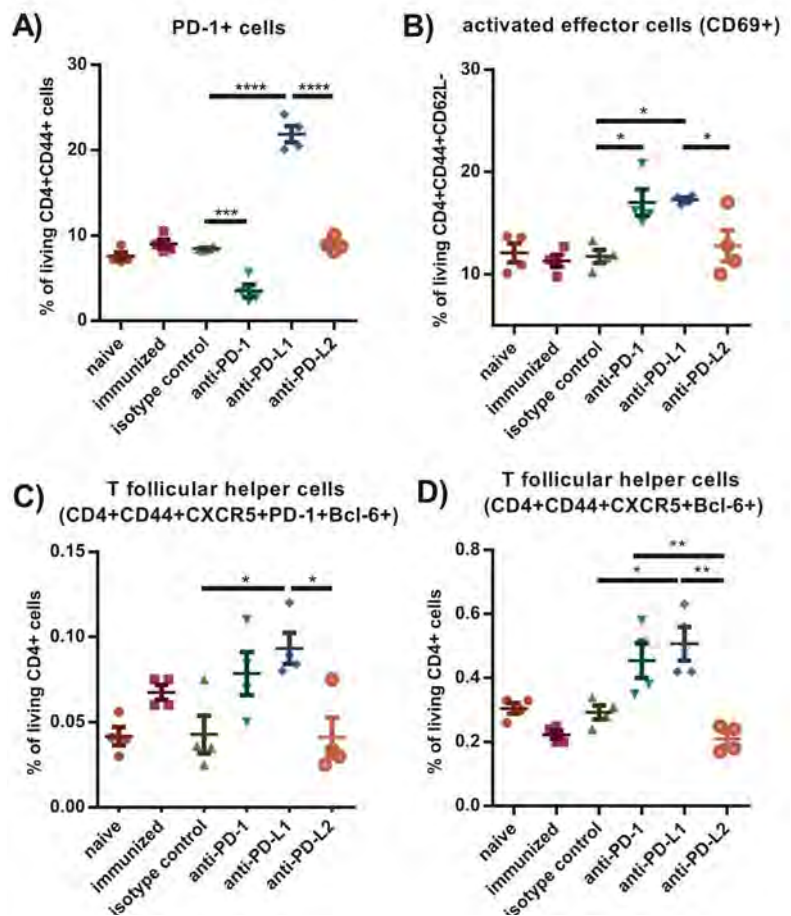 A)
PD-1+ cells
% of living CD4+CD44+ cells
30
20
10
0
****
****
***
naive
immunized
isotype control
anti-PD-1
anti-PD-L1
anti-PD-L2
B)
activated effector cells (CD69+)
% of living CD4+CD44+CD62L-
30
20
10
*
*
*
naive
immunized
isotype control
anti-PD-1
anti-PD-L1
anti-PD-L2
C)
T follicular helper cells
(CD4+CD44+CXCR5+PD-1+Bcl-6+)
% of living CD4+ cells
0.15
0.10
0.05
0.00
*
*
naive
immunized
isotype control
anti-PD-1
anti-PD-L1
anti-PD-L2
D)
T follicular helper cells
(CD4+CD44+CXCR5+Bcl-6+)
% of living CD4+ cells
0.8
0.6
0.4
0.2
0.0
**
*
**
naive
immunized
isotype control
anti-PD-1
anti-PD-L1
anti-PD-L2